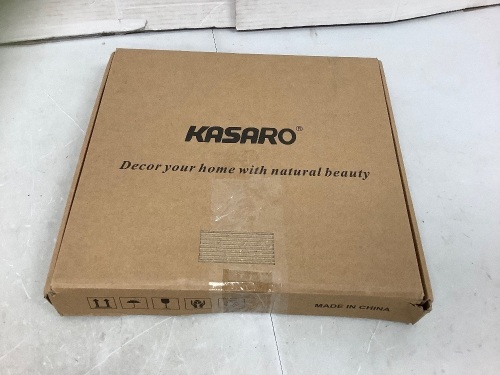 KASARO®
Decor your home with natural beauty
MADE IN CHINA